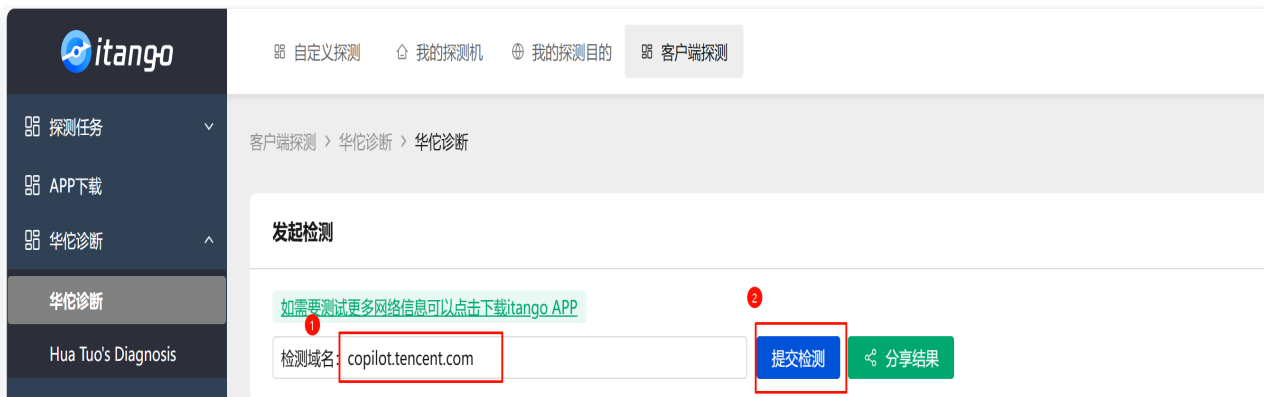 itango
自定义探测 我的探测机 我的探测目的 客户端探测
探测任务
客户端探测 > 华佗诊断 > 华佗诊断
APP下载
华佗诊断
发起检测
华佗诊断
如需要测试更多网络信息可以点击下载itango APP
2
1
Hua Tuo's Diagnosis
检测域名: copilot.tencent.com 提交检测 分享结果